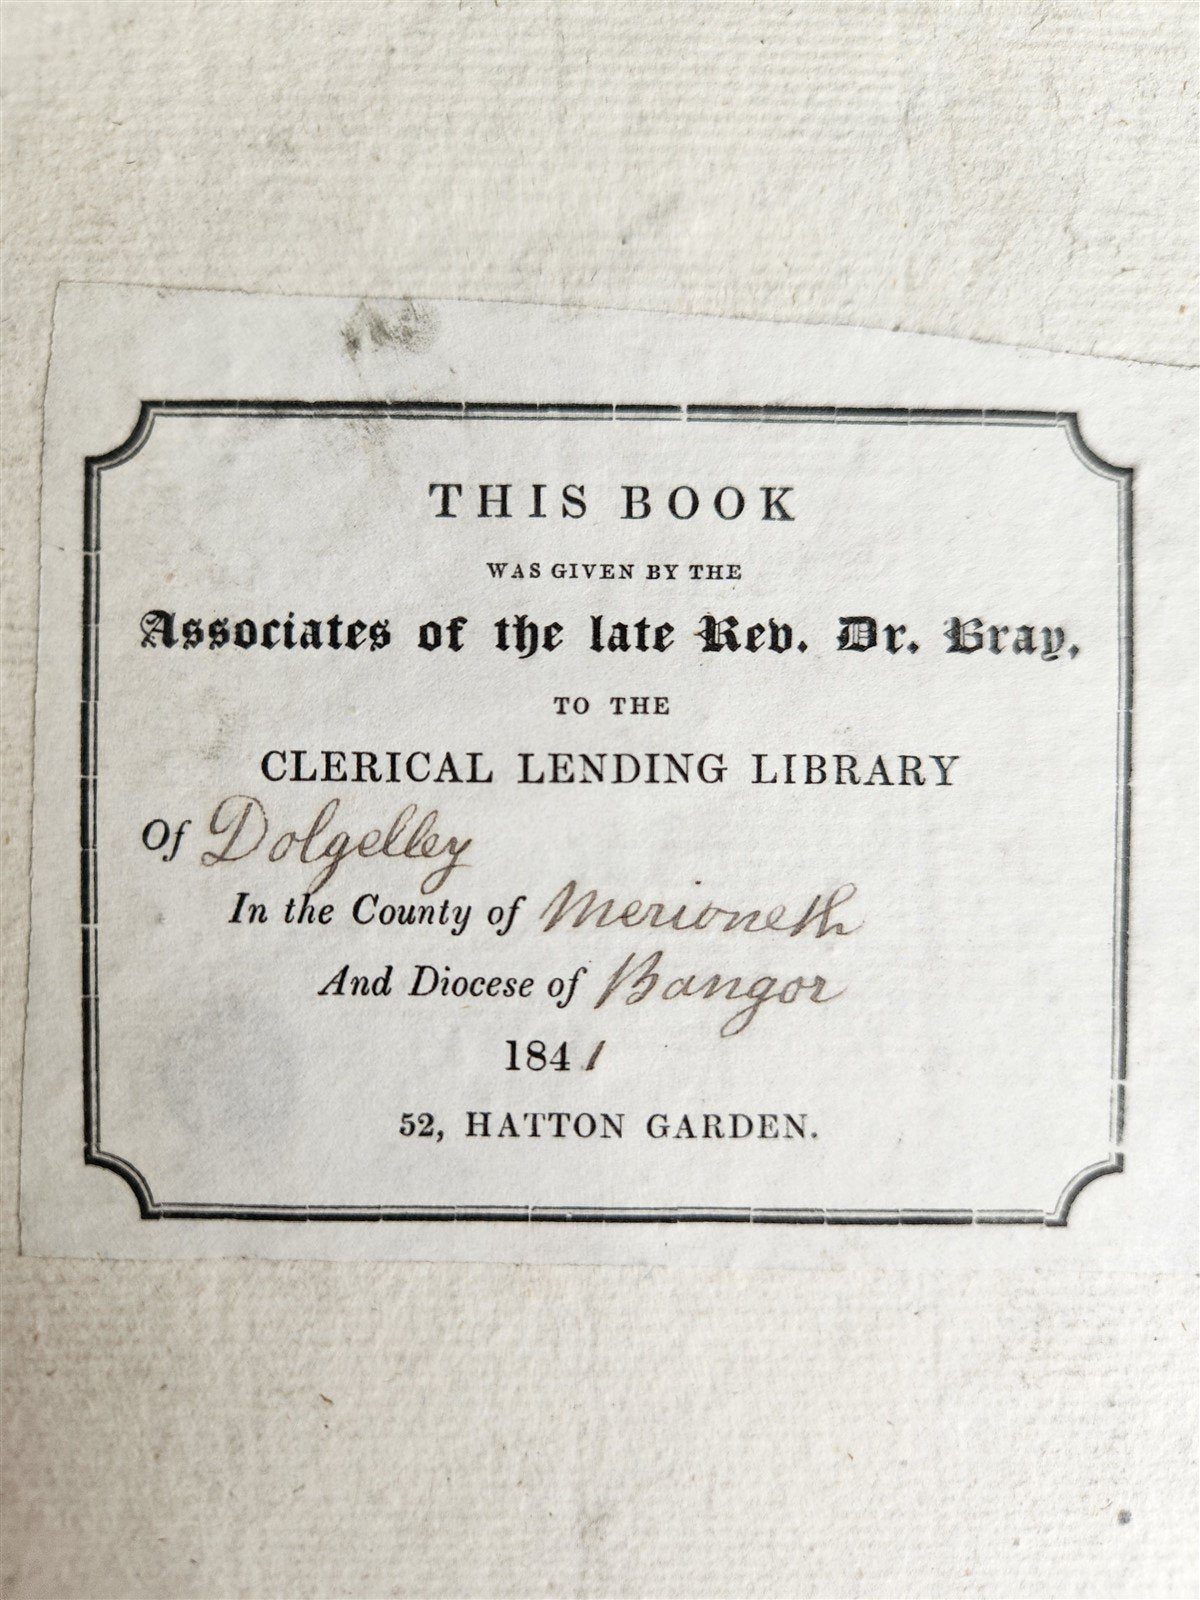 THIS BOOK
WAS GIVEN BY THE
Associates of the late Rev. Dr. Bray,
TO THE
CLERICAL LENDING LIBRARY
Of Dolgelley
In the County of Merioneth
And Diocese of Bangor
1841
52, HATTON GARDEN.